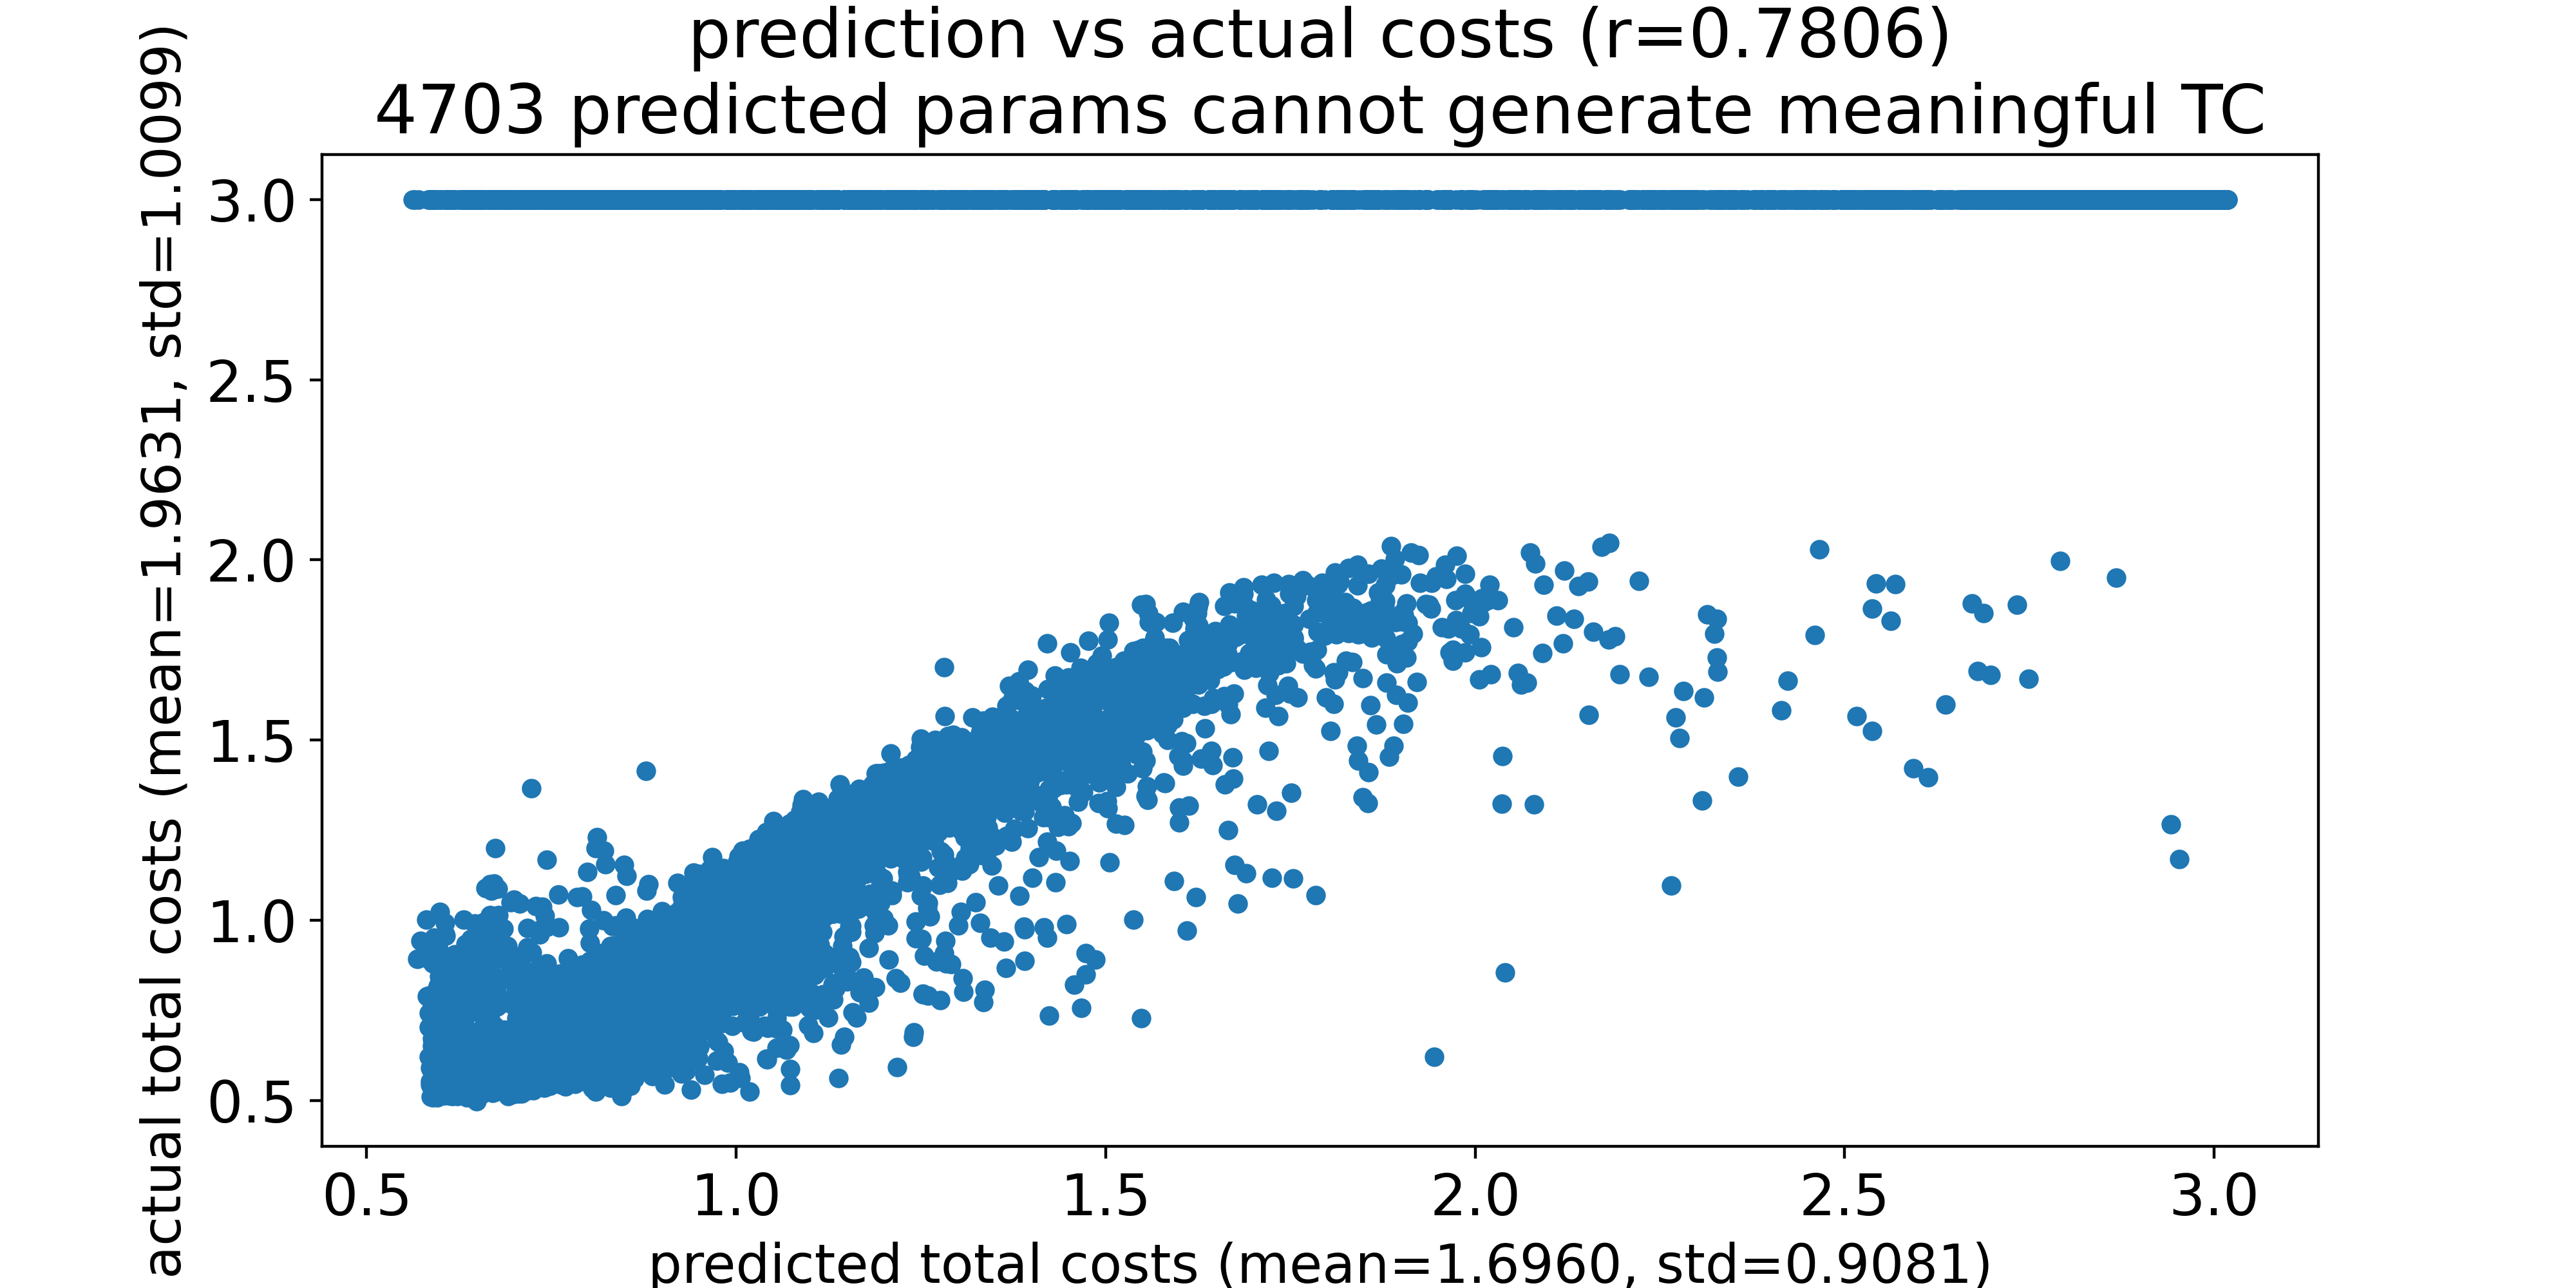 prediction vs actual costs (r=0.7806)
4703 predicted params cannot generate meaningful TC
actual total costs (mean=1.9631, std=1.0099)
3.0
2.5
2.0
1.5
1.0
0.5
0.5 1.0 1.5 2.0 2.5 3.0
predicted total costs (mean=1.6960, std=0.9081)